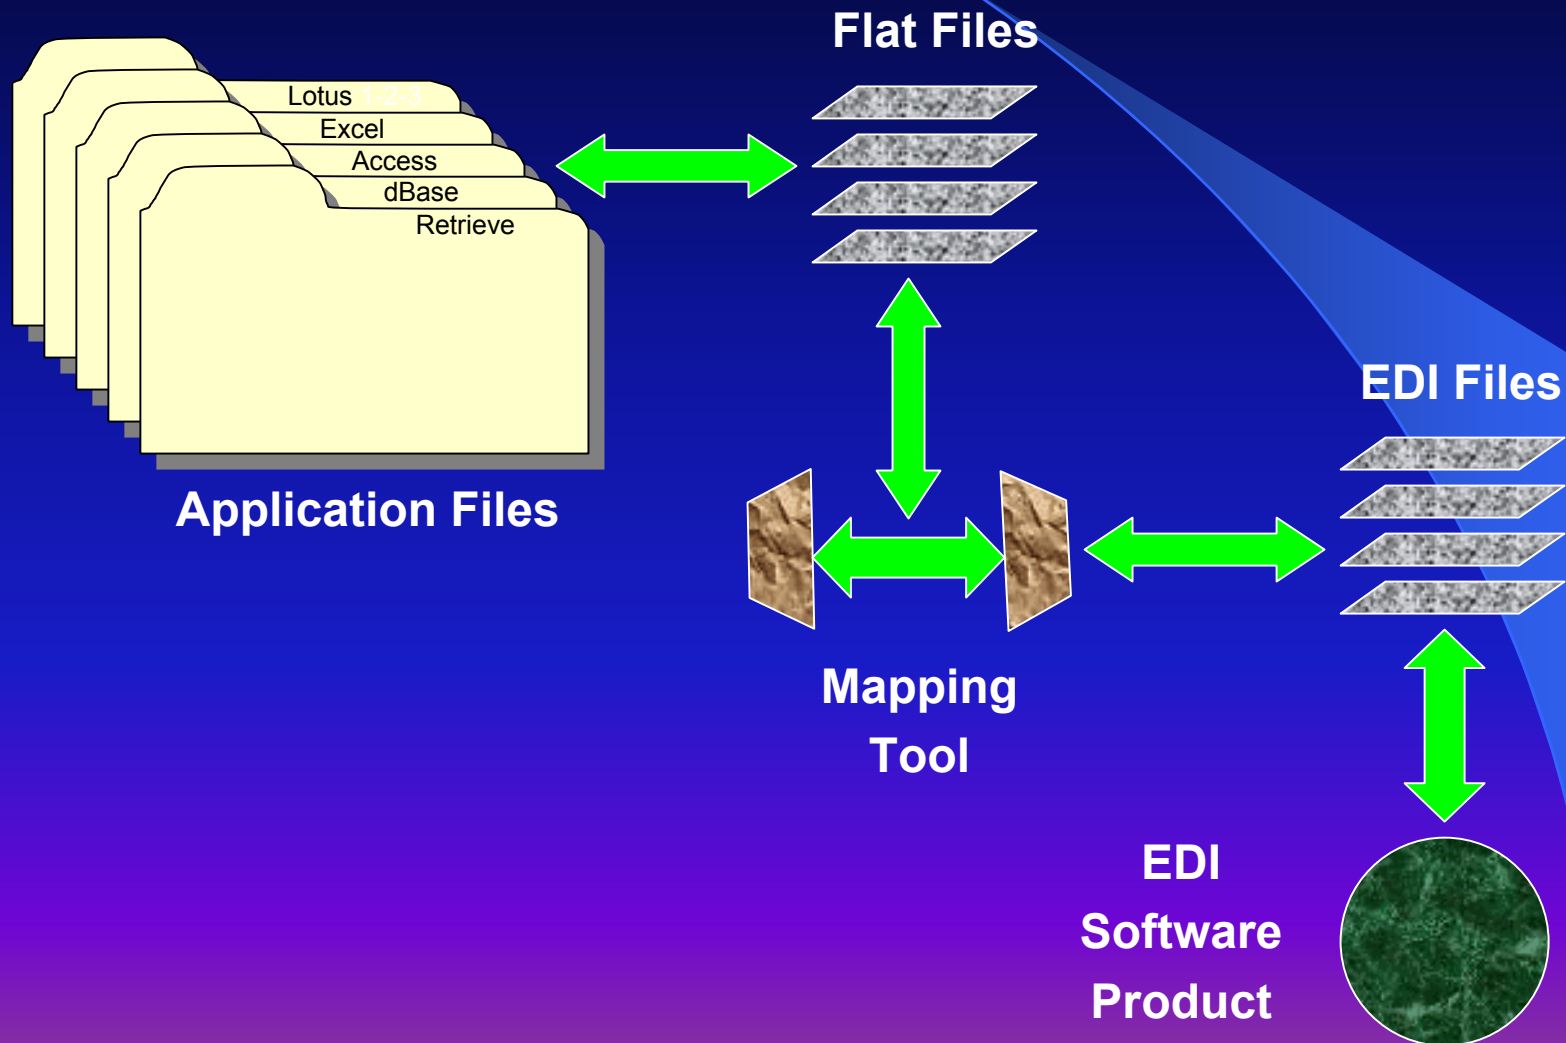 Flat Files
Lotus 1-2-3
Excel
Access
dBase
Retrieve
Application Files
EDI Files
Mapping
Tool
EDI
Software
Product